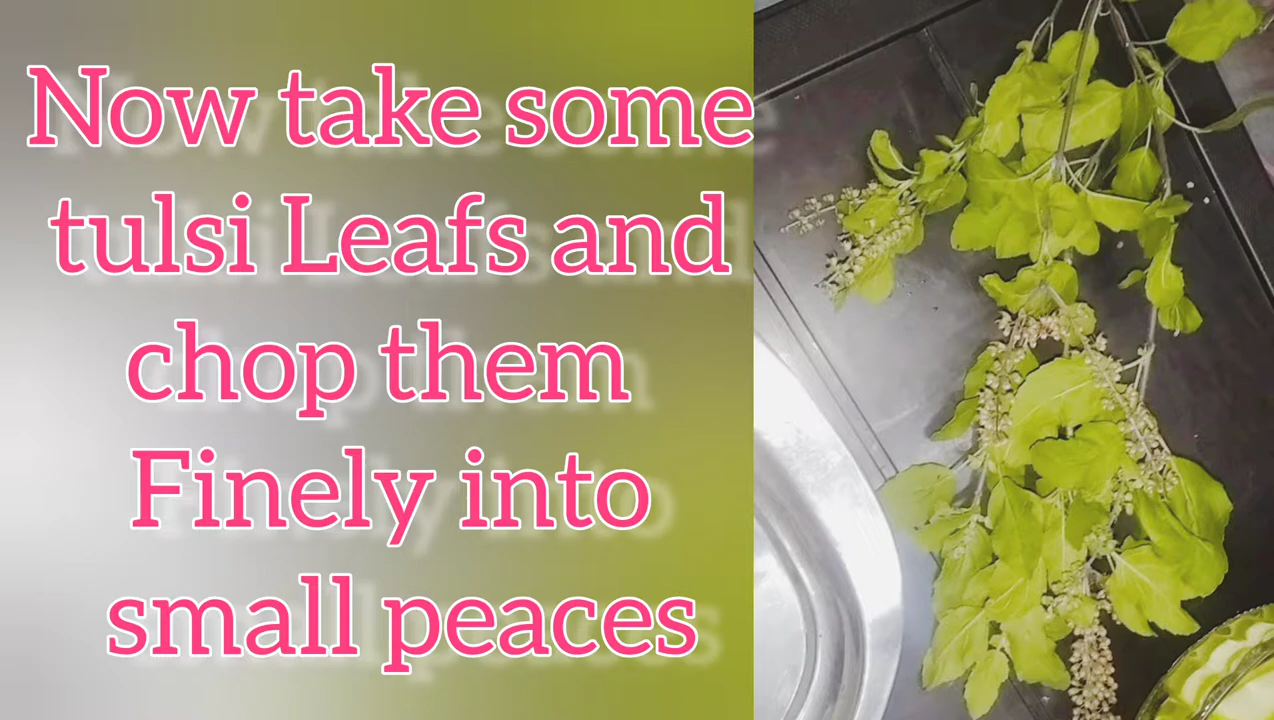 Now take some
tulsi Leafs and
chop them
Finely into
small peaces